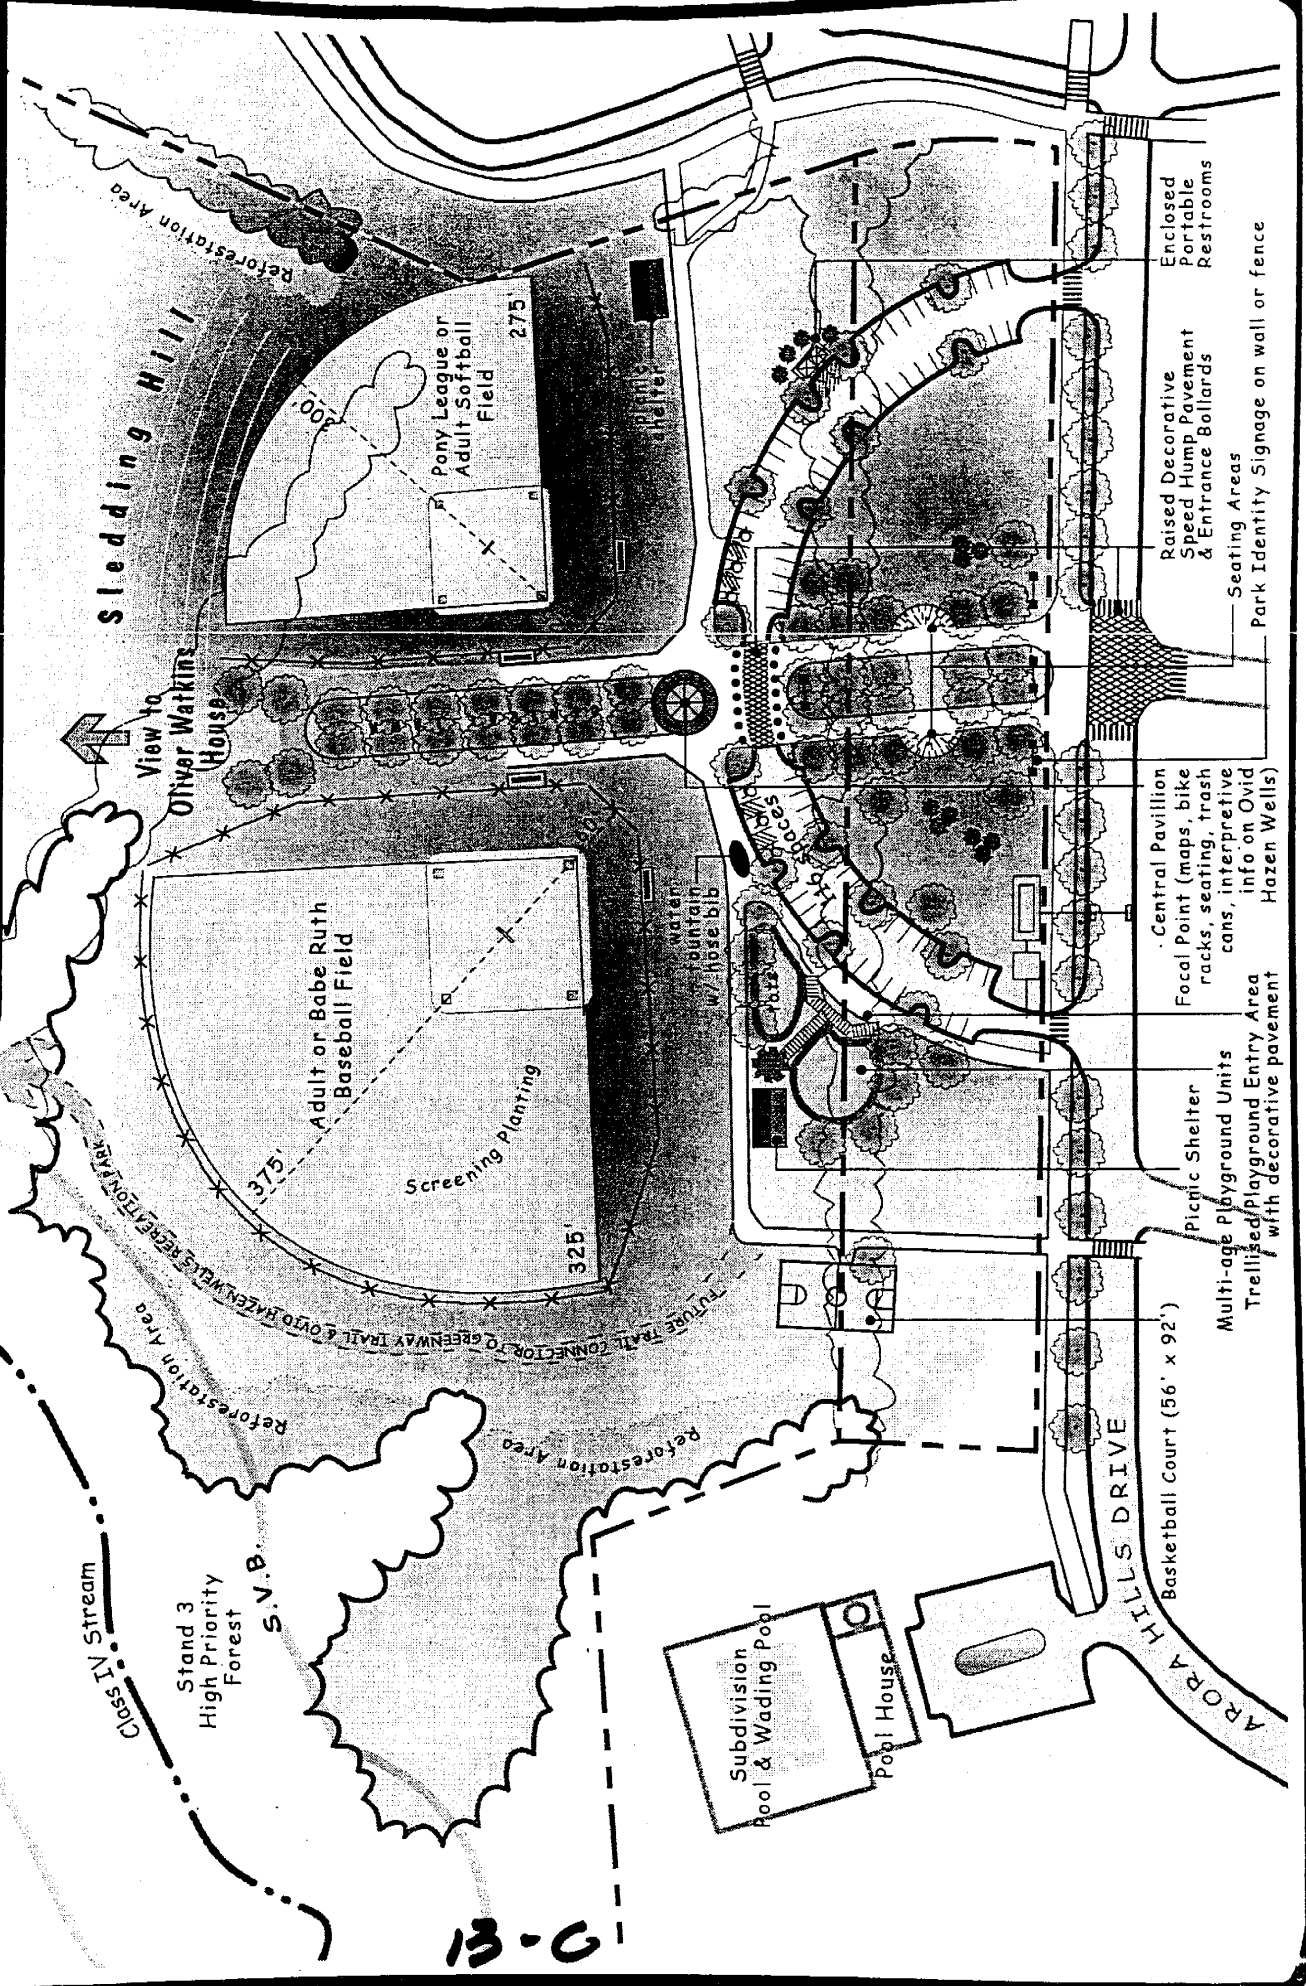 Sledding Hill
Reforestation Area
View to
Oliver Watkins
House
Pony League or
Adult Softball
Field
275'
Picnic
Shelter
Adult or Babe Ruth
Baseball Field
375'
325'
Screening Planting
FUTURE TRAIL CONNECTOR TO GREENWAY TRAIL & OVID HAZEN WELLS RECREATION PARK
Reforestation Area
Reforestation Area
Class IV Stream
Stand 3
High Priority
Forest
S.V.B.
water
fountain
w/ hose bib
spaces
Enclosed
Portable
Restrooms
Raised Decorative
Speed Hump Pavement
& Entrance Bollards
Seating Areas
Park Identity Signage on wall or fence
Central Pavillion
Focal Point (maps, bike
racks, seating, trash
cans, interpretive
info on Ovid
Hazen Wells)
Trellised Playground Entry Area
with decorative pavement
Multi-age Playground Units
Picnic Shelter
Basketball Court (56' x 92')
Subdivision
Pool & Wading Pool
Pool House
ARORA HILLS DRIVE
13-C